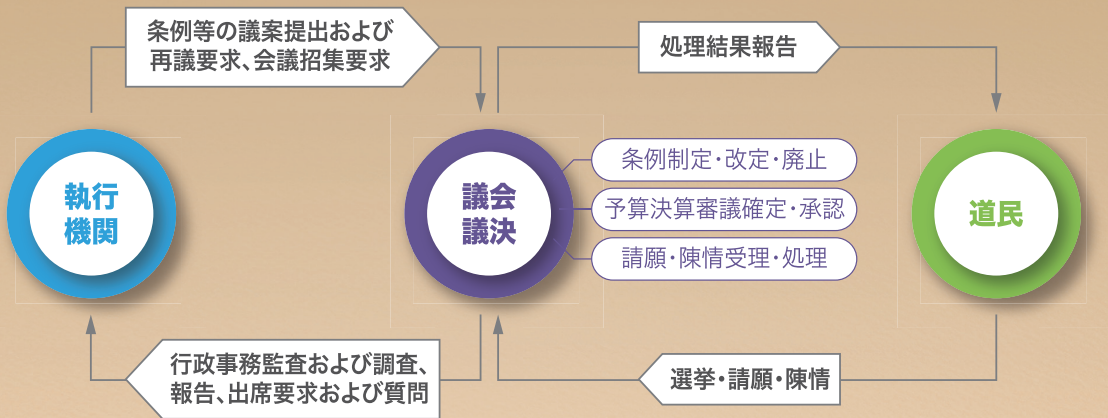 条例等の議案提出および
再議要求、会議招集要求
処理結果報告
執行
機関
議会
議決
条例制定・改定・廃止
予算決算審議確定・承認
請願・陳情受理・処理
道民
行政事務監査および調査、
報告、出席要求および質問
選挙・請願・陳情